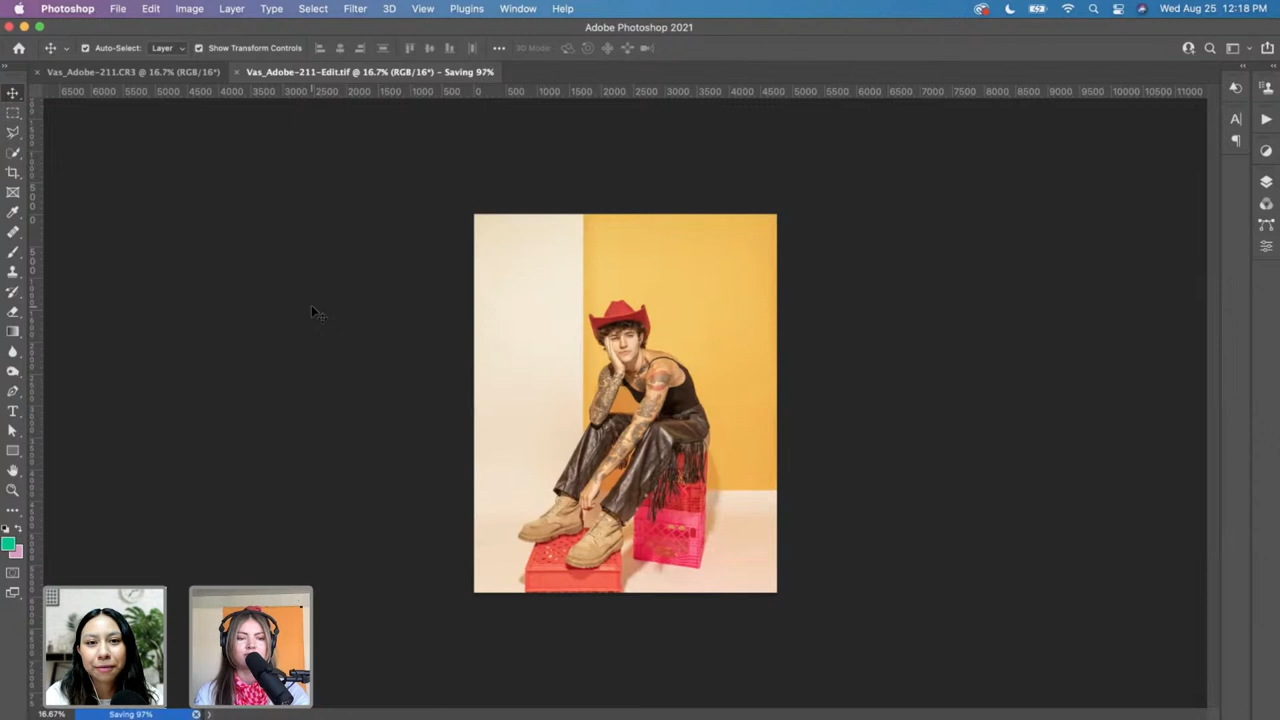 Photoshop File Edit Image Layer Type Select Filter 3D View Plugins Window Help Wed Aug 25 12:18 PM
Adobe Photoshop 2021
Auto-Select: Layer Show Transform Controls 3D Mode:
Vas_Adobe-211.CR3 @ 16.7% (RGB/16*) Vas_Adobe-211-Edit.tif @ 16.7% (RGB/16*) – Saving 97%
6500 6000 5500 5000 4500 4000 3500 3000 2500 2000 1500 1000 500 0 500 1000 1500 2000 2500 3000 3500 4000 4500 5000 5500 6000 6500 7000 7500 8000 8500 9000 9500 10000 10500 11000
16.67% Saving 97%